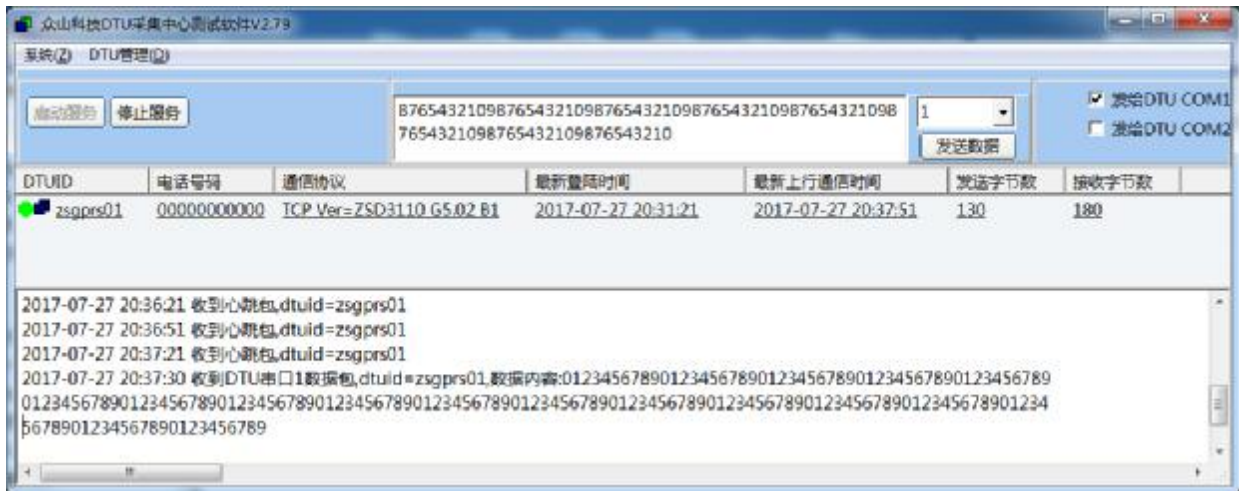 众山科技DTU采集中心测试软件V2.79
系统(Z) DTU管理(D)
启动服务 停止服务
876543210987654321098765432109876543210987654321098
7654321098765432109876543210
1
发送数据
发给DTU COM1
发给DTU COM2
DTUID 电话号码 通信协议 最新登陆时间 最新上行通信时间 发送字节数 接收字节数
zsgprs01 00000000000 TCP Ver=ZSD3110 G5.02 B1 2017-07-27 20:31:21 2017-07-27 20:37:51 130 180
2017-07-27 20:36:21 收到心跳包,dtuid=zsgprs01
2017-07-27 20:36:51 收到心跳包,dtuid=zsgprs01
2017-07-27 20:37:21 收到心跳包,dtuid=zsgprs01
2017-07-27 20:37:30 收到DTU串口1数据包,dtuid=zsgprs01,数据内容:01234567890123456789012345678901234567890123456789
012345678901234567890123456789012345678901234567890123456789012345678901234567890123456789012345678901234
5678901234567890123456789